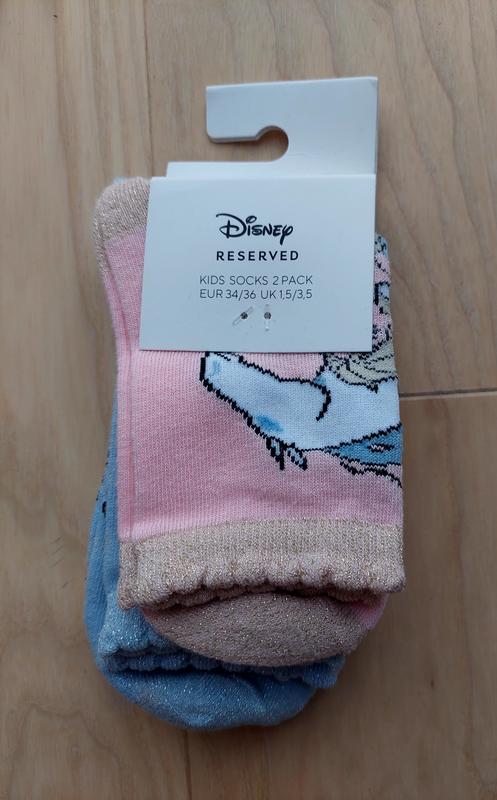 Disney
RESERVED
KIDS SOCKS 2 PACK
EUR 34/36 UK 1,5/3,5